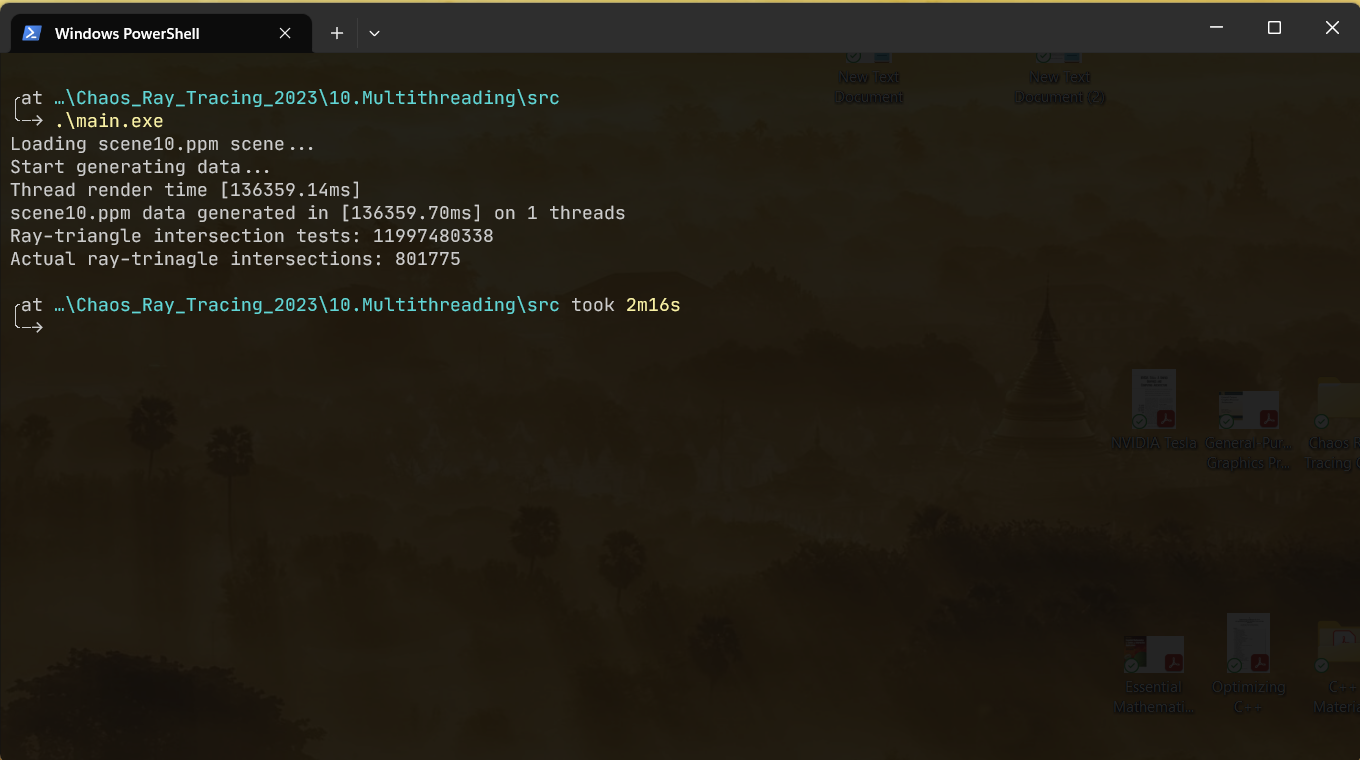 Windows PowerShell
at …\Chaos_Ray_Tracing_2023\10.Multithreading\src
.\main.exe
Loading scene10.ppm scene...
Start generating data...
Thread render time [136359.14ms]
scene10.ppm data generated in [136359.70ms] on 1 threads
Ray-triangle intersection tests: 11997480338
Actual ray-trinagle intersections: 801775
at …\Chaos_Ray_Tracing_2023\10.Multithreading\src took 2m16s
New Text
Document
New Text
Document (2)
NVIDIA Tesla
General-Pur...
Graphics Pr...
Chaos R
Tracing
Essential
Mathemati...
Optimizing
C++
C++
Materia